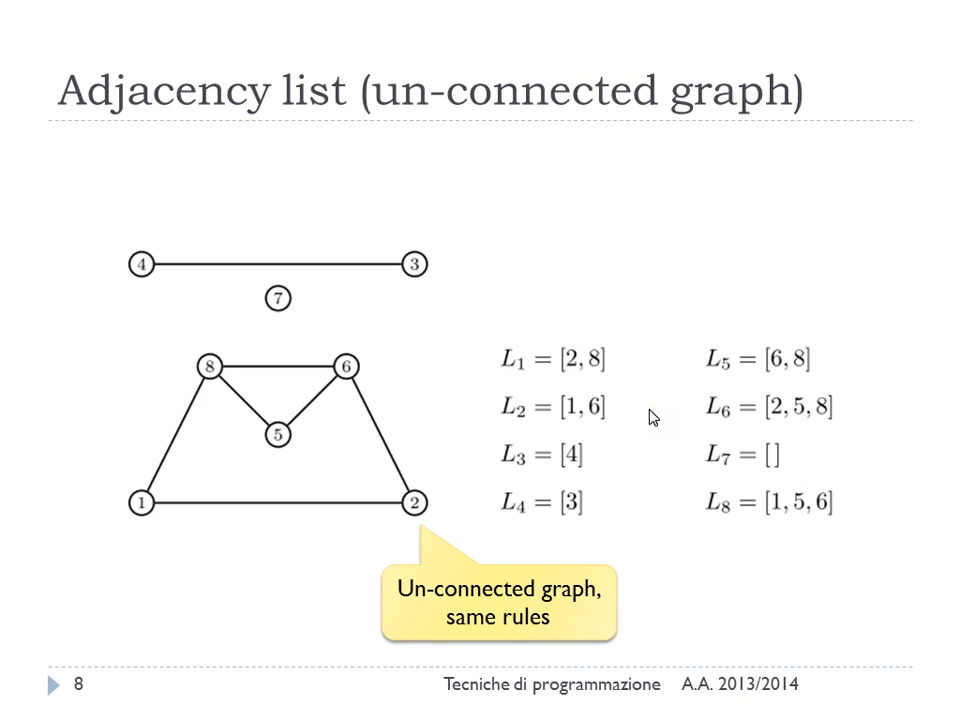 Adjacency list (un-connected graph)
4 3
7
8 6
5
1 2
L₁ = [2, 8] L₅ = [6, 8]
L₂ = [1, 6] L₆ = [2, 5, 8]
L₃ = [4] L₇ = [ ]
L₄ = [3] L₈ = [1, 5, 6]
Un-connected graph,
same rules
8 Tecniche di programmazione A.A. 2013/2014